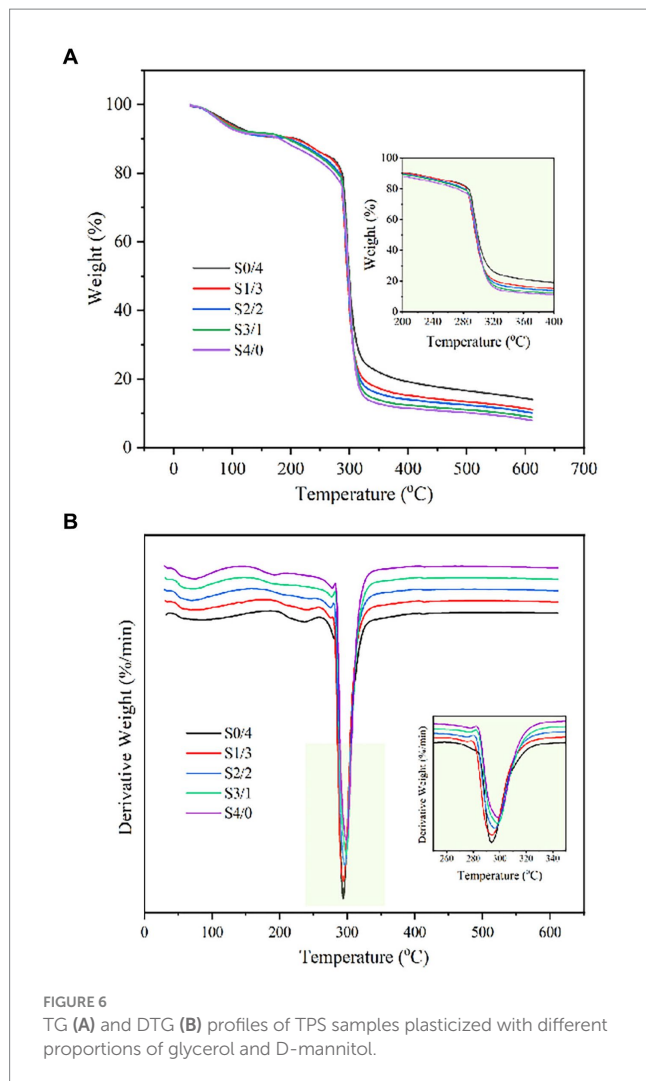 A
100
80
60
40
20
0
Weight (%)
S0/4
S1/3
S2/2
S3/1
S4/0
0 100 200 300 400 500 600 700
Temperature (°C)
100
80
60
40
20
0
Weight (%)
200 240 280 320 360 400
Temperature (°C)
B
Derivative Weight (%/min)
S0/4
S1/3
S2/2
S3/1
S4/0
0 100 200 300 400 500 600
Temperature (°C)
Derivative Weight (%/min)
260 280 300 320 340
Temperature (°C)
FIGURE 6
TG (A) and DTG (B) profiles of TPS samples plasticized with different
proportions of glycerol and D-mannitol.